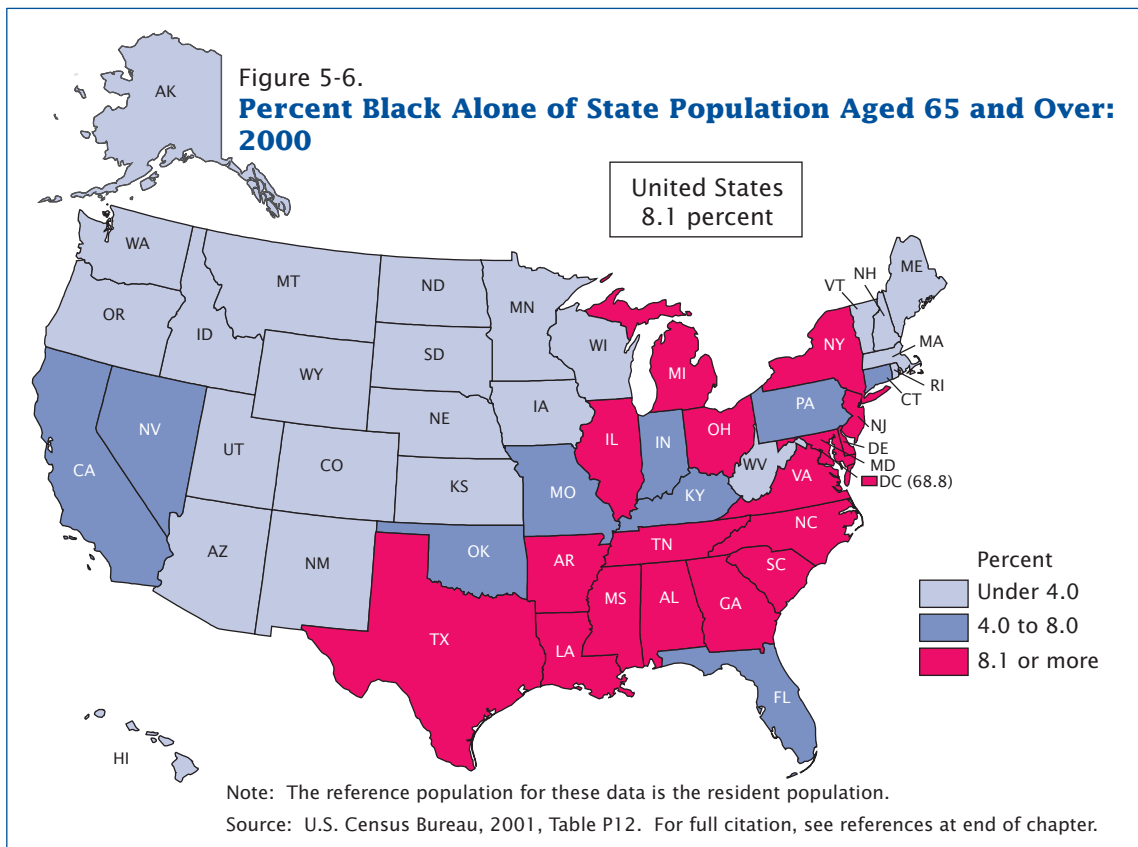 Figure 5-6.
Percent Black Alone of State Population Aged 65 and Over:
2000
United States
8.1 percent
AK
WA
MT
ND
MN
VT
NH
ME
OR
ID
SD
WI
NY
MA
WY
MI
RI
CT
NE
IA
PA
NJ
NV
UT
CO
IL
IN
OH
DE
MD
CA
KS
MO
WV
VA
DC (68.8)
KY
NC
AZ
NM
OK
AR
TN
SC
MS
AL
GA
TX
LA
FL
HI
Percent
Under 4.0
4.0 to 8.0
8.1 or more
Note: The reference population for these data is the resident population.
Source: U.S. Census Bureau, 2001, Table P12. For full citation, see references at end of chapter.